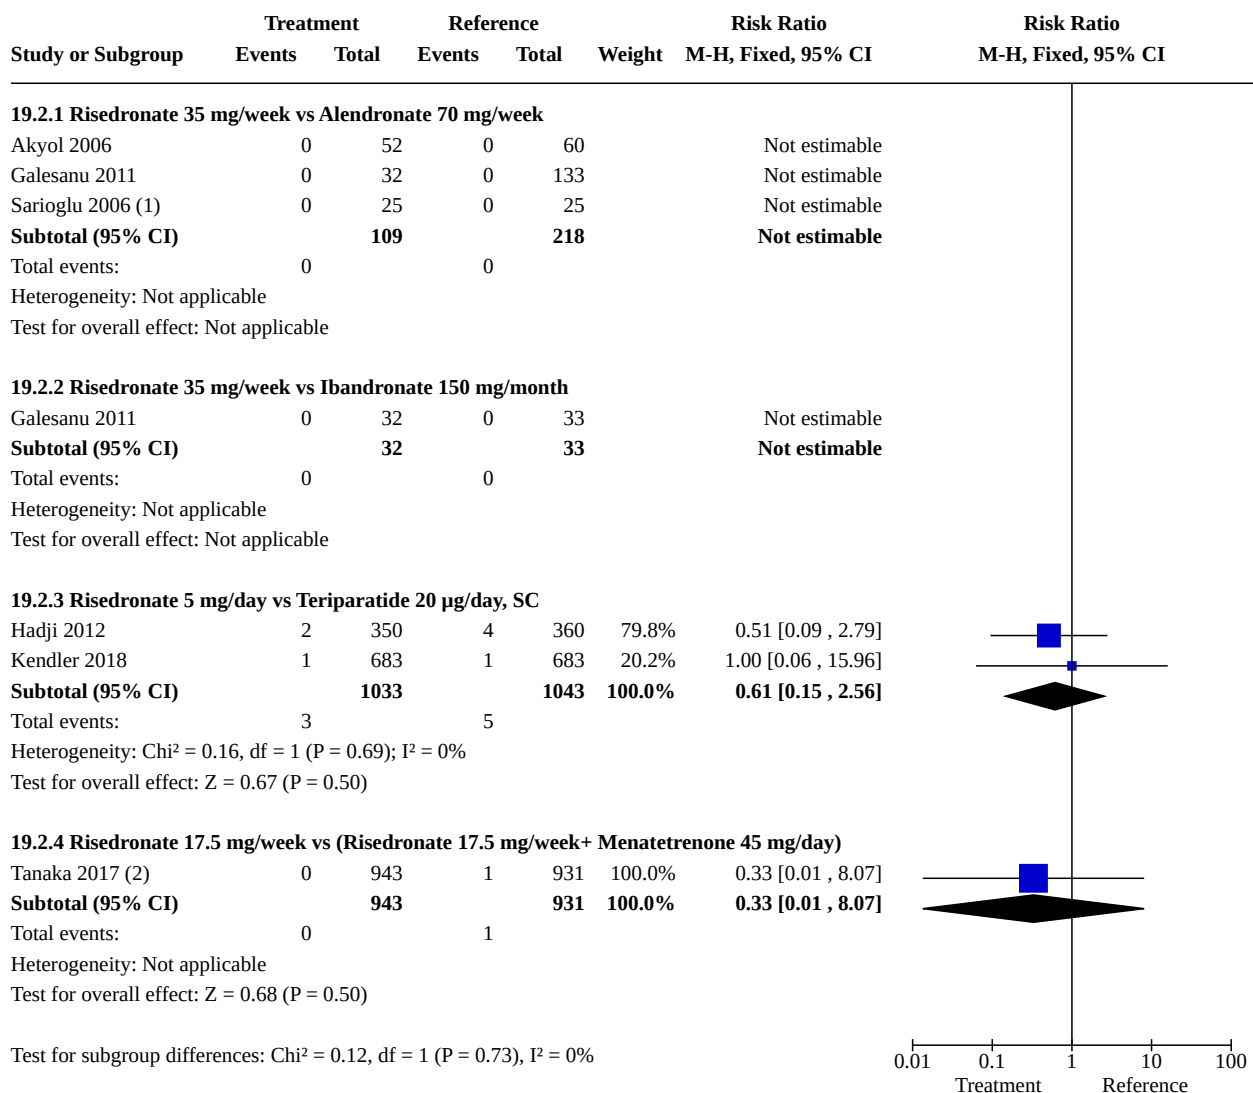 Treatment Reference Risk Ratio Risk Ratio
Study or Subgroup Events Total Events Total Weight M-H, Fixed, 95% CI M-H, Fixed, 95% CI
19.2.1 Risedronate 35 mg/week vs Alendronate 70 mg/week
Akyol 2006 0 52 0 60 Not estimable
Galesanu 2011 0 32 0 133 Not estimable
Sarioglu 2006 (1) 0 25 0 25 Not estimable
Subtotal (95% CI) 109 218 Not estimable
Total events: 0 0
Heterogeneity: Not applicable
Test for overall effect: Not applicable
19.2.2 Risedronate 35 mg/week vs Ibandronate 150 mg/month
Galesanu 2011 0 32 0 33 Not estimable
Subtotal (95% CI) 32 33 Not estimable
Total events: 0 0
Heterogeneity: Not applicable
Test for overall effect: Not applicable
19.2.3 Risedronate 5 mg/day vs Teriparatide 20 µg/day, SC
Hadji 2012 2 350 4 360 79.8% 0.51 [0.09 , 2.79]
Kendler 2018 1 683 1 683 20.2% 1.00 [0.06 , 15.96]
Subtotal (95% CI) 1033 1043 100.0% 0.61 [0.15 , 2.56]
Total events: 3 5
Heterogeneity: Chi² = 0.16, df = 1 (P = 0.69); I² = 0%
Test for overall effect: Z = 0.67 (P = 0.50)
19.2.4 Risedronate 17.5 mg/week vs (Risedronate 17.5 mg/week+ Menatetrenone 45 mg/day)
Tanaka 2017 (2) 0 943 1 931 100.0% 0.33 [0.01 , 8.07]
Subtotal (95% CI) 943 931 100.0% 0.33 [0.01 , 8.07]
Total events: 0 1
Heterogeneity: Not applicable
Test for overall effect: Z = 0.68 (P = 0.50)
Test for subgroup differences: Chi² = 0.12, df = 1 (P = 0.73), I² = 0%
0.01 0.1 1 10 100
Treatment Reference